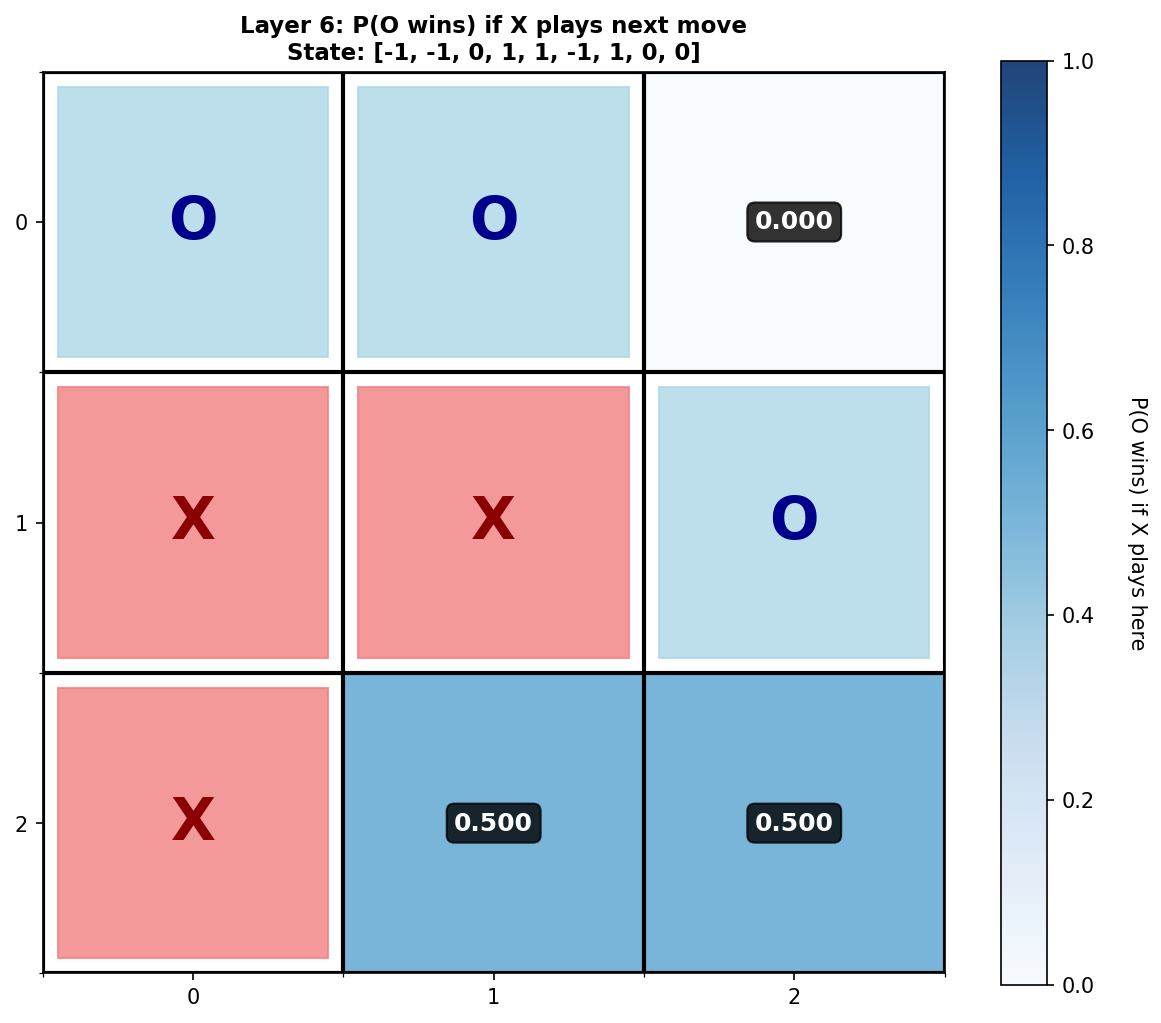 Layer 6: P(O wins) if X plays next move
State: [-1, -1, 0, 1, 1, -1, 1, 0, 0]
0
O
O
0.000
1
X
X
O
2
X
0.500
0.500
0
1
2
1.0
0.8
0.6
0.4
0.2
0.0
P(O wins) if X plays here